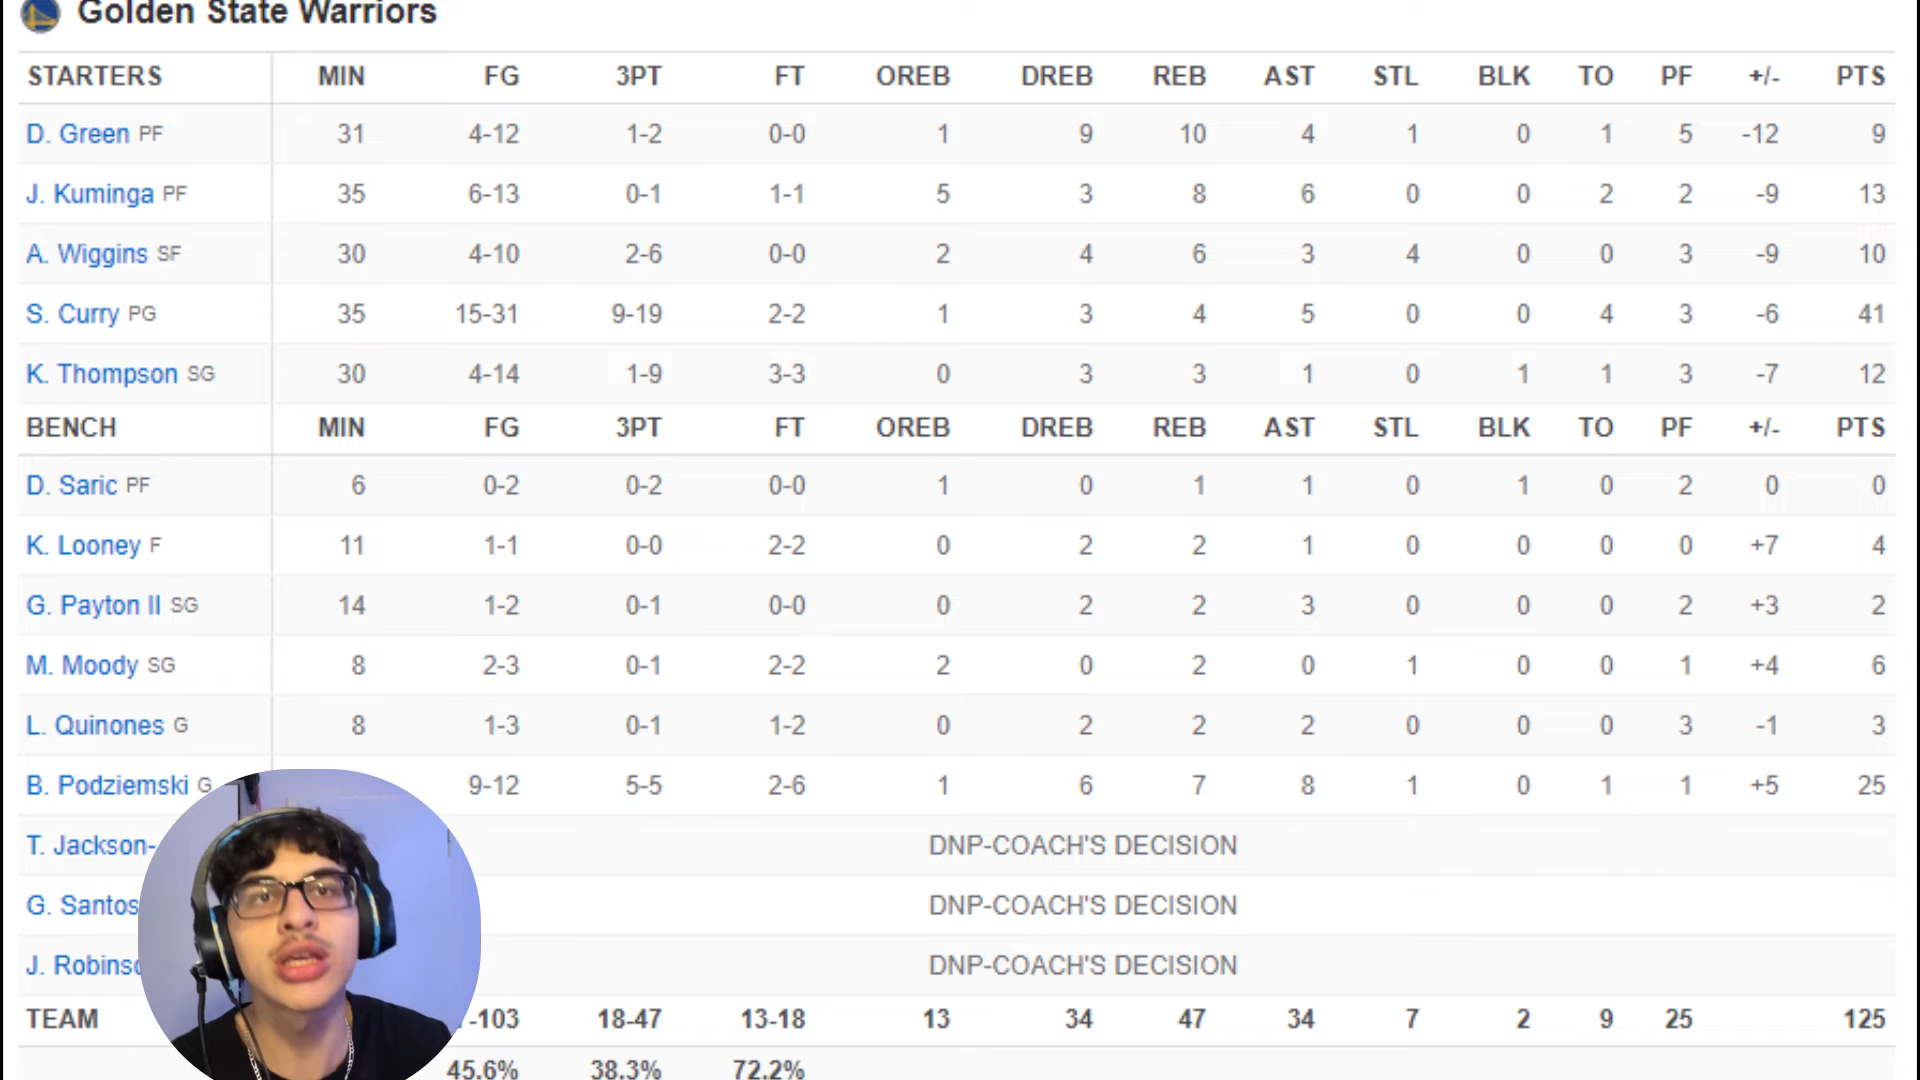 Golden State Warriors
STARTERS MIN FG 3PT FT OREB DREB REB AST STL BLK TO PF +/- PTS
D. Green PF 31 4-12 1-2 0-0 1 9 10 4 1 0 1 5 -12 9
J. Kuminga PF 35 6-13 0-1 1-1 5 3 8 6 0 0 2 2 -9 13
A. Wiggins SF 30 4-10 2-6 0-0 2 4 6 3 4 0 0 3 -9 10
S. Curry PG 35 15-31 9-19 2-2 1 3 4 5 0 0 4 3 -6 41
K. Thompson SG 30 4-14 1-9 3-3 0 3 3 1 0 1 1 3 -7 12
BENCH MIN FG 3PT FT OREB DREB REB AST STL BLK TO PF +/- PTS
D. Saric PF 6 0-2 0-2 0-0 1 0 1 1 0 1 0 2 0 0
K. Looney F 11 1-1 0-0 2-2 0 2 2 1 0 0 0 0 +7 4
G. Payton II SG 14 1-2 0-1 0-0 0 2 2 3 0 0 0 2 +3 2
M. Moody SG 8 2-3 0-1 2-2 2 0 2 0 1 0 0 1 +4 6
L. Quinones G 8 1-3 0-1 1-2 0 2 2 2 0 0 0 3 -1 3
B. Podziemski G 9-12 5-5 2-6 1 6 7 8 1 0 1 1 +5 25
T. Jackson- DNP-COACH'S DECISION
G. Santos DNP-COACH'S DECISION
J. Robins DNP-COACH'S DECISION
TEAM -103 18-47 13-18 13 34 47 34 7 2 9 25 125
45.6% 38.3% 72.2%